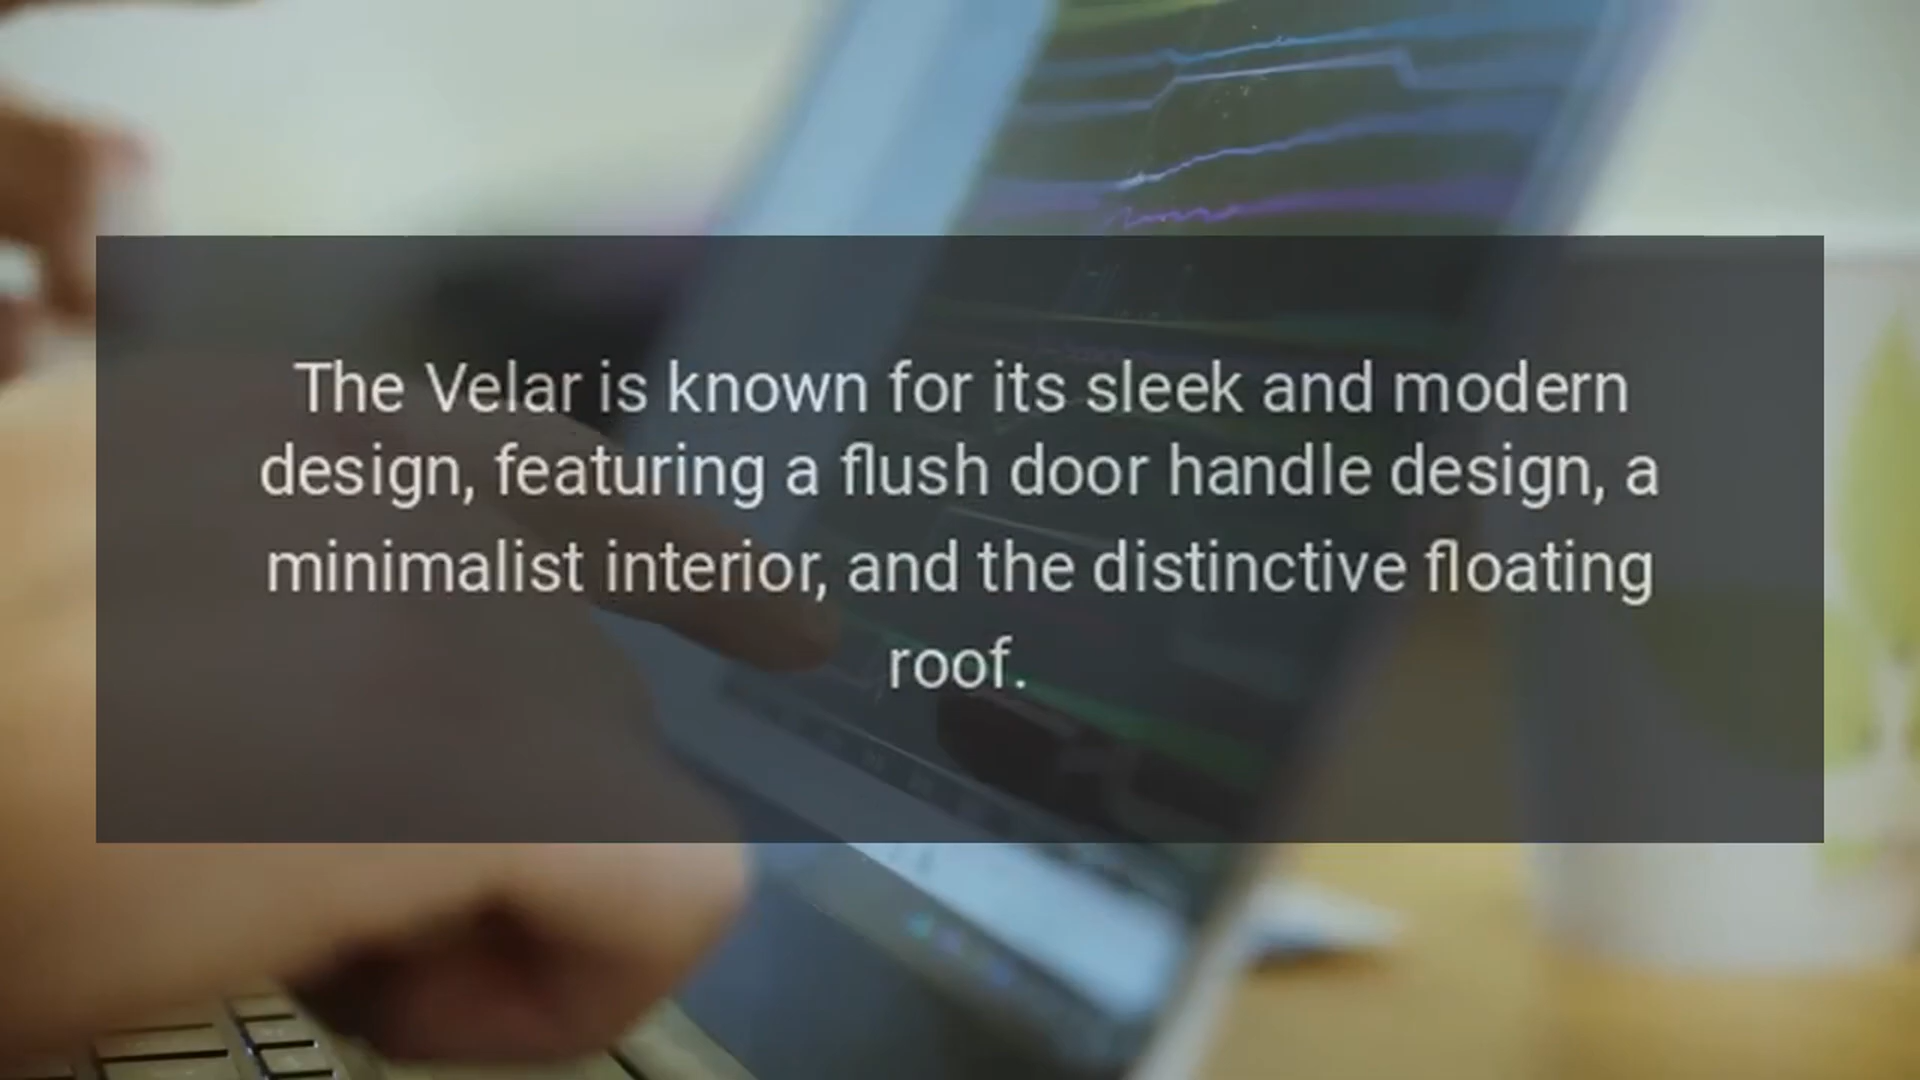 The Velar is known for its sleek and modern
design, featuring a flush door handle design, a
minimalist interior, and the distinctive floating
roof.